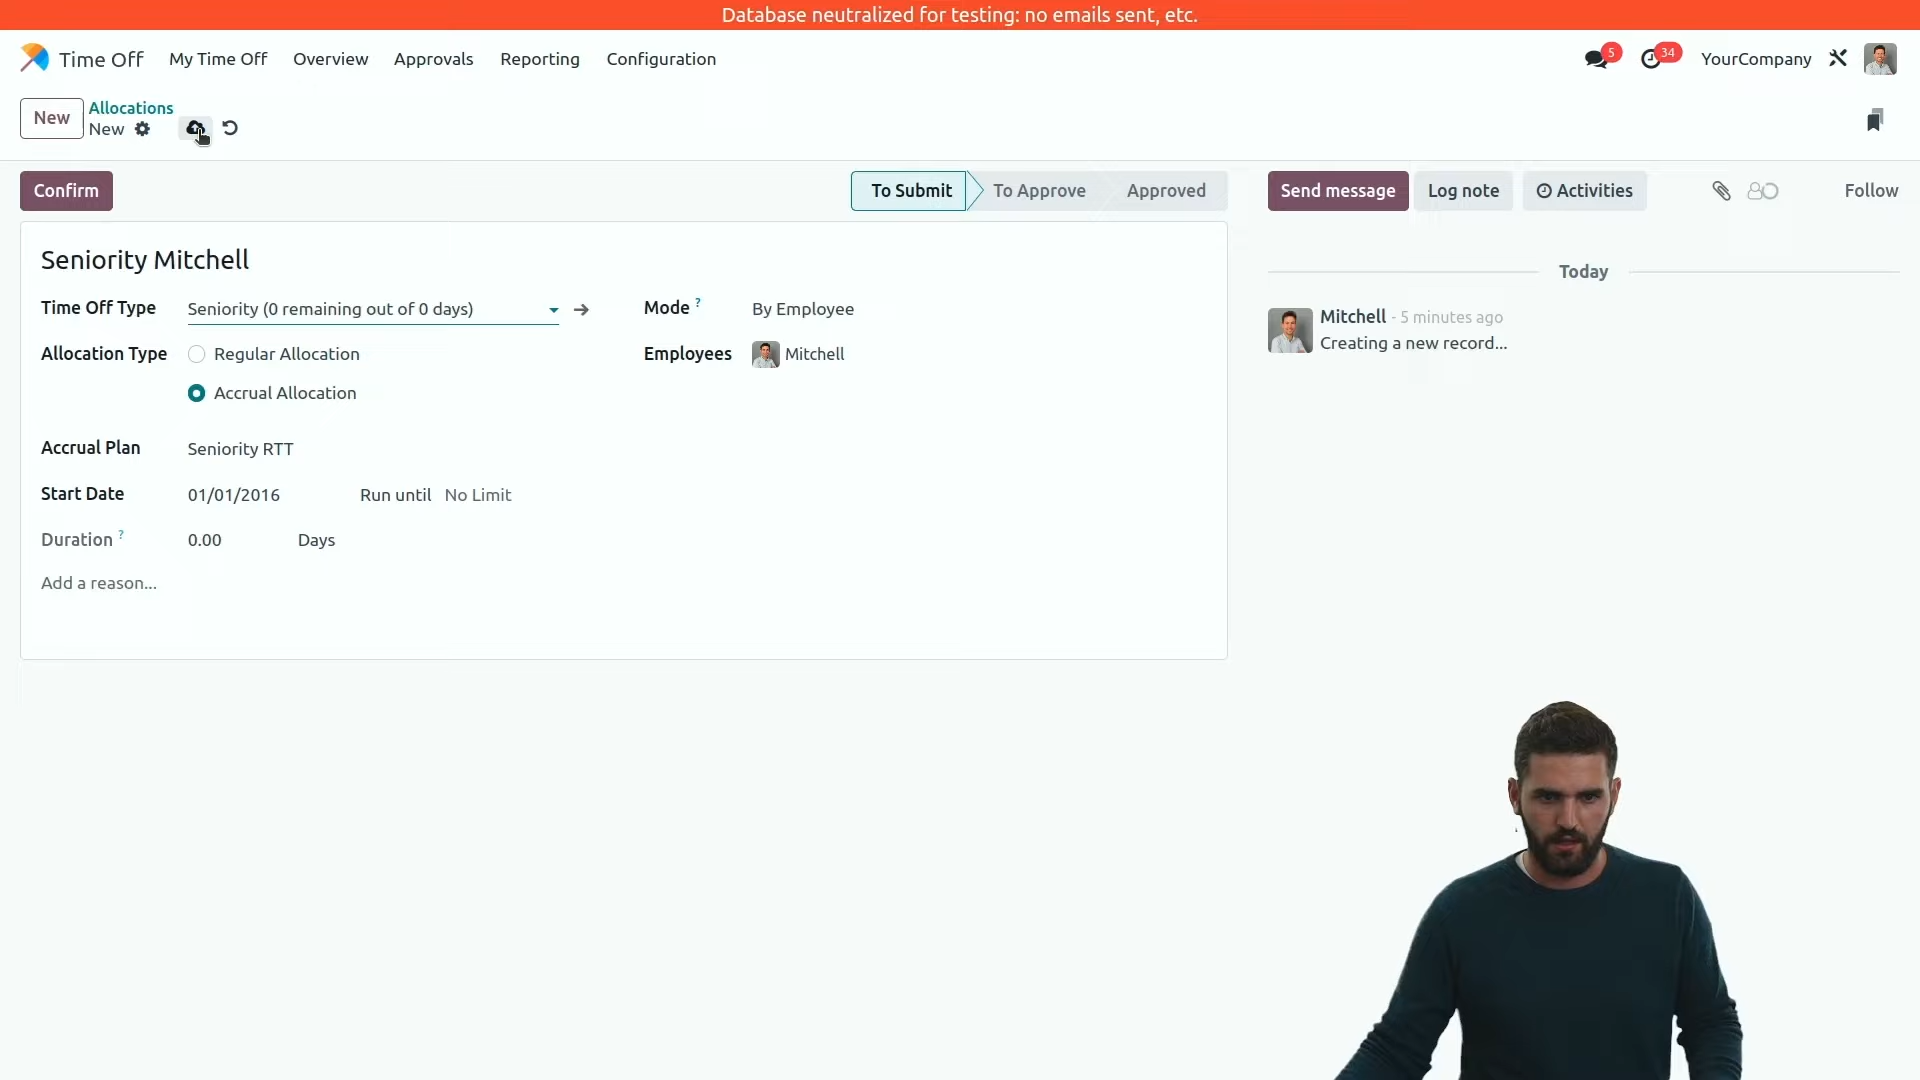 Database neutralized for testing: no emails sent, etc.
Time Off My Time Off Overview Approvals Reporting Configuration 5 34 YourCompany
New Allocations
New
Confirm To Submit To Approve Approved Send message Log note Activities Follow
Seniority Mitchell
Time Off Type Seniority (0 remaining out of 0 days) Mode ? By Employee
Allocation Type Regular Allocation Employees Mitchell
Accrual Allocation
Accrual Plan Seniority RTT
Start Date 01/01/2016 Run until No Limit
Duration ? 0.00 Days
Add a reason...
Today
Mitchell - 5 minutes ago
Creating a new record...